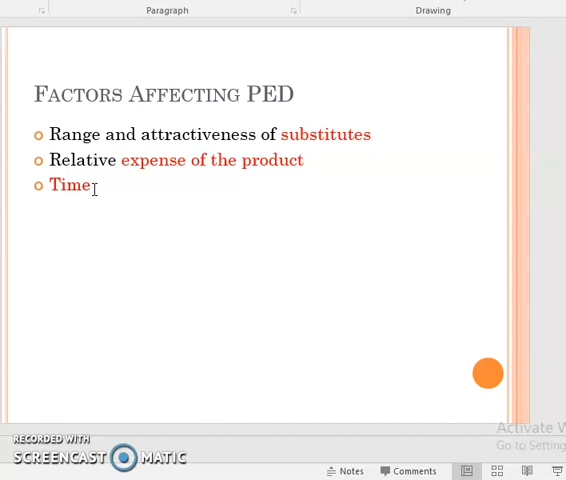 Paragraph
Drawing
FACTORS AFFECTING PED
Range and attractiveness of substitutes
Relative expense of the product
Time
Activate W
Go to Setting
RECORDED WITH
SCREENCAST MATIC
Notes
Comments